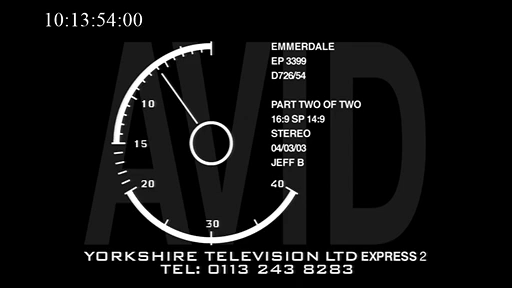 10:13:54:00
AVID
EMMERDALE
EP 3399
D726/54
PART TWO OF TWO
16:9 SP 14:9
STEREO
04/03/03
JEFF B
10
15
20
30
40
YORKSHIRE TELEVISION LTD EXPRESS 2
TEL: 0113 243 8283